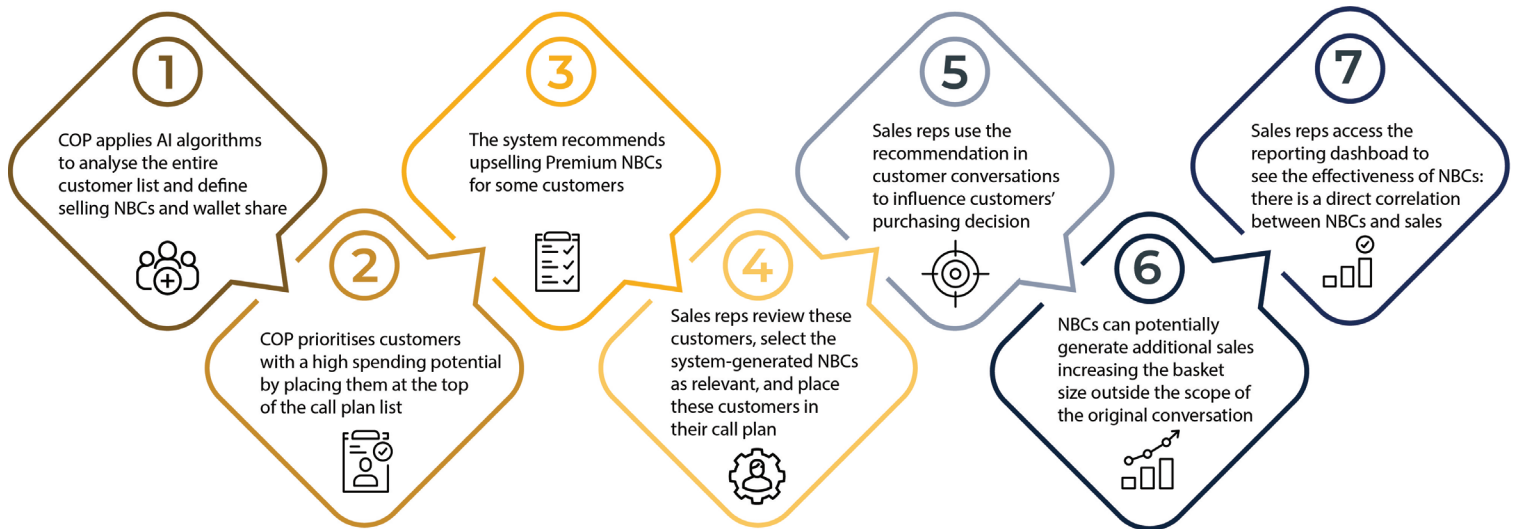 1
COP applies AI algorithms
to analyse the entire
customer list and define
selling NBCs and wallet share
2
COP prioritises customers
with a high spending potential
by placing them at the top
of the call plan list
3
The system recommends
upselling Premium NBCs
for some customers
4
Sales reps review these
customers, select the
system-generated NBCs
as relevant, and place
these customers in
their call plan
5
Sales reps use the
recommendation in
customer conversations
to influence customers’
purchasing decision
6
NBCs can potentially
generate additional sales
increasing the basket
size outside the scope of
the original conversation
7
Sales reps access the
reporting dashboad to
see the effectiveness of NBCs:
there is a direct correlation
between NBCs and sales